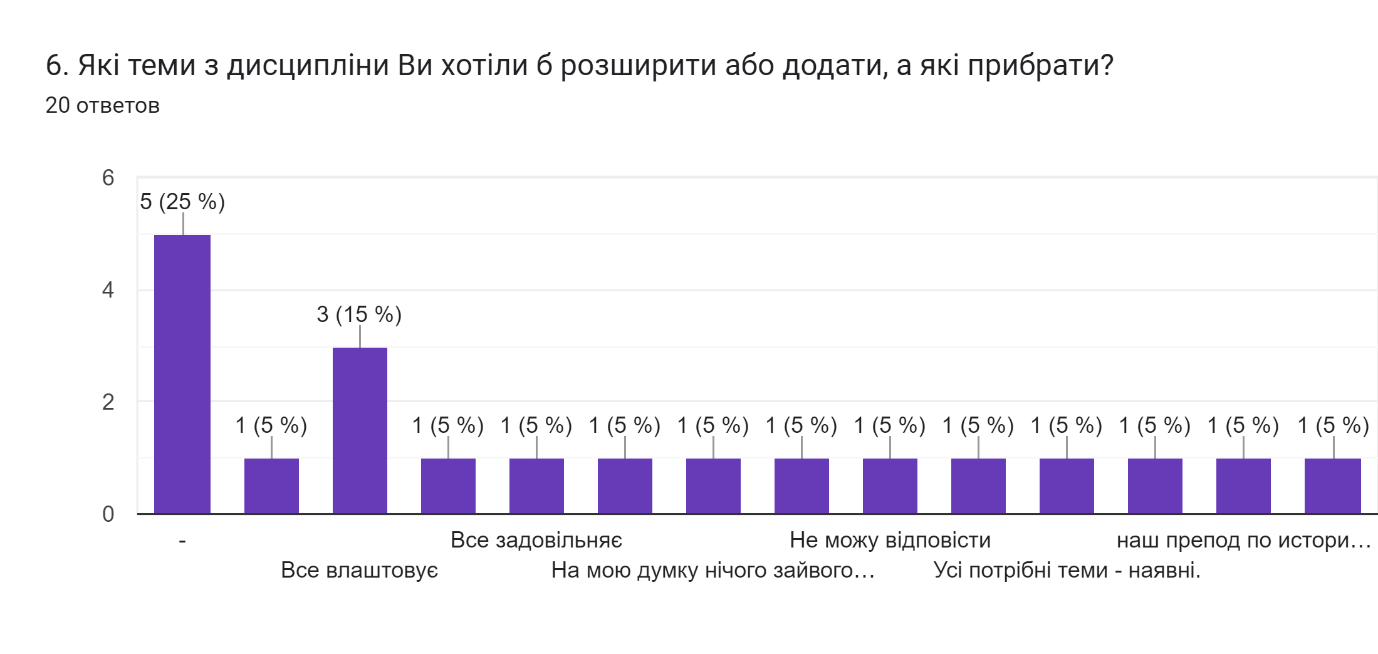 6. Які теми з дисципліни Ви хотіли б розширити або додати, а які прибрати?
20 ответов
6
4
2
0
5 (25 %)
1 (5 %)
3 (15 %)
1 (5 %)
1 (5 %)
1 (5 %)
1 (5 %)
1 (5 %)
1 (5 %)
1 (5 %)
1 (5 %)
1 (5 %)
1 (5 %)
1 (5 %)
-
Все влаштовує
Все задовільняє
На мою думку нічого зайвого…
Не можу відповісти
Усі потрібні теми - наявні.
наш препод по истори…